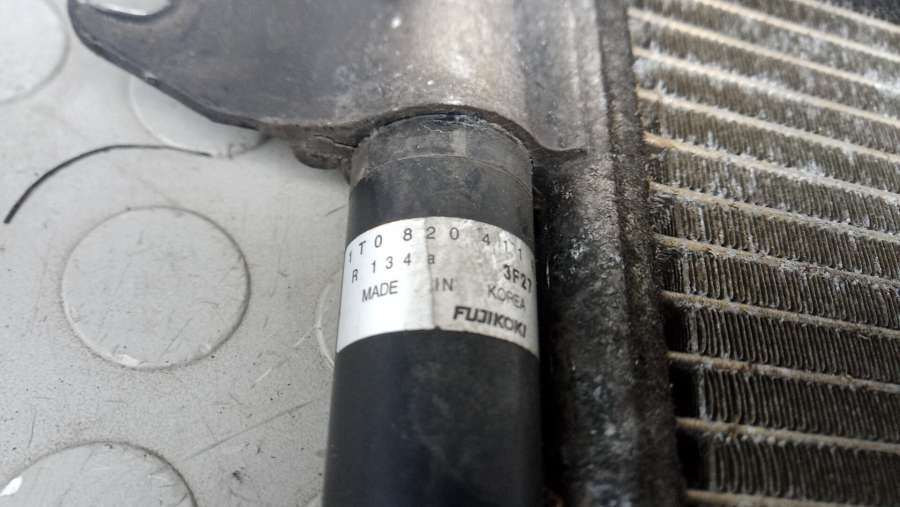 1T0 820 411
R 134 a 3F27
MADE IN KOREA
FUJIKOKI